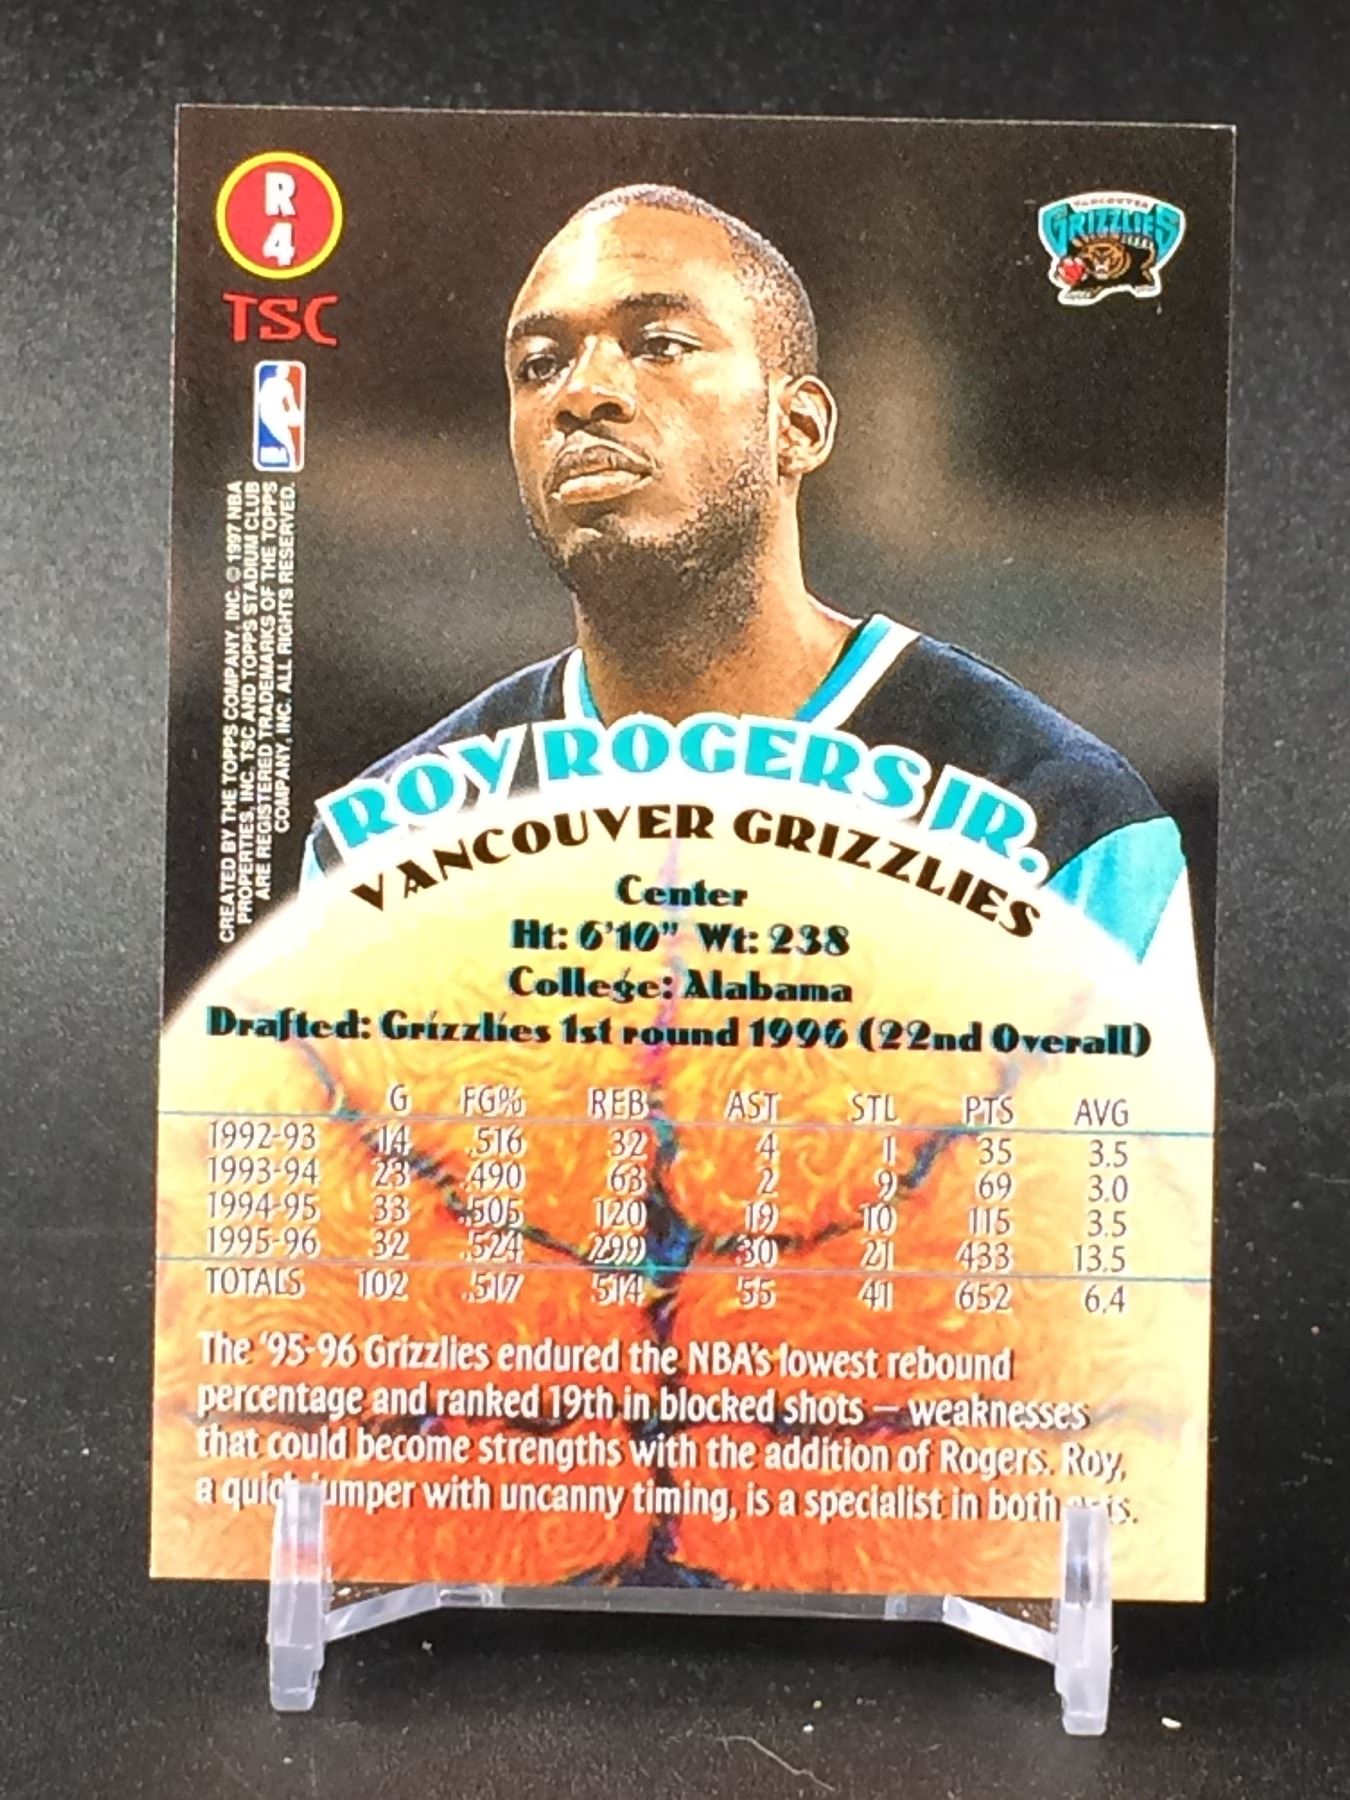 R
4
TSC
VANCOUVER
GRIZZLIES
NBA
CREATED BY THE TOPPS COMPANY, INC. © 1997 NBA
PROPERTIES, INC. TSC AND TOPPS STADIUM CLUB
ARE REGISTERED TRADEMARKS OF THE TOPPS
COMPANY, INC. ALL RIGHTS RESERVED.
ROY ROGERS JR.
VANCOUVER GRIZZLIES
Center
Ht: 6'10" Wt: 238
College: Alabama
Drafted: Grizzlies 1st round 1996 (22nd Overall)
G FG% REB AST STL PTS AVG
1992-93 14 .516 32 4 1 35 3.5
1993-94 23 .490 63 2 9 69 3.0
1994-95 33 .505 120 19 10 115 3.5
1995-96 32 .524 299 30 21 433 13.5
TOTALS 102 .517 514 55 41 652 6.4
The '95-96 Grizzlies endured the NBA's lowest rebound
percentage and ranked 19th in blocked shots — weaknesses
that could become strengths with the addition of Rogers. Roy,
a quick jumper with uncanny timing, is a specialist in both